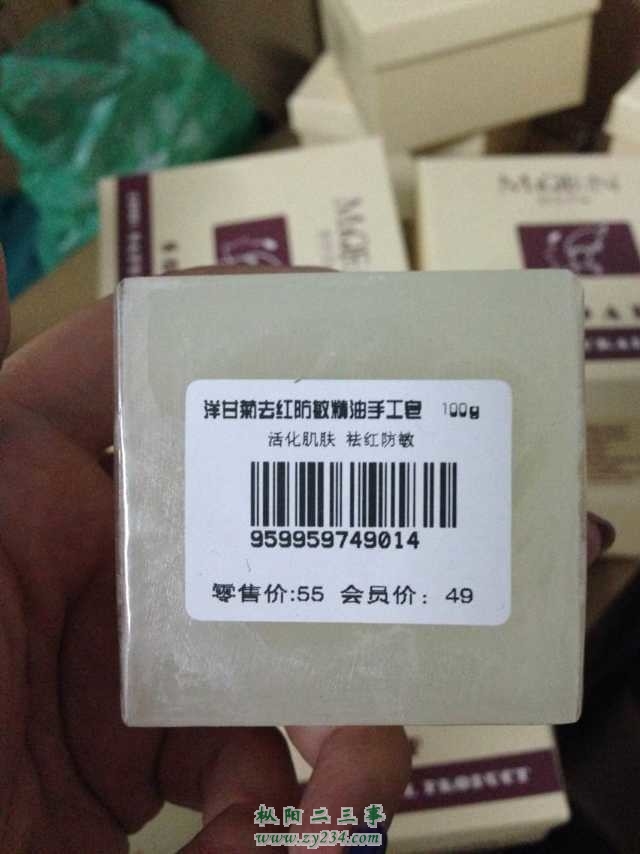 洋甘菊去红防敏精油手工皂 100g
活化肌肤 祛红防敏
959959749014
零售价:55 会员价：49
枞阳二三事
www.zy234.com